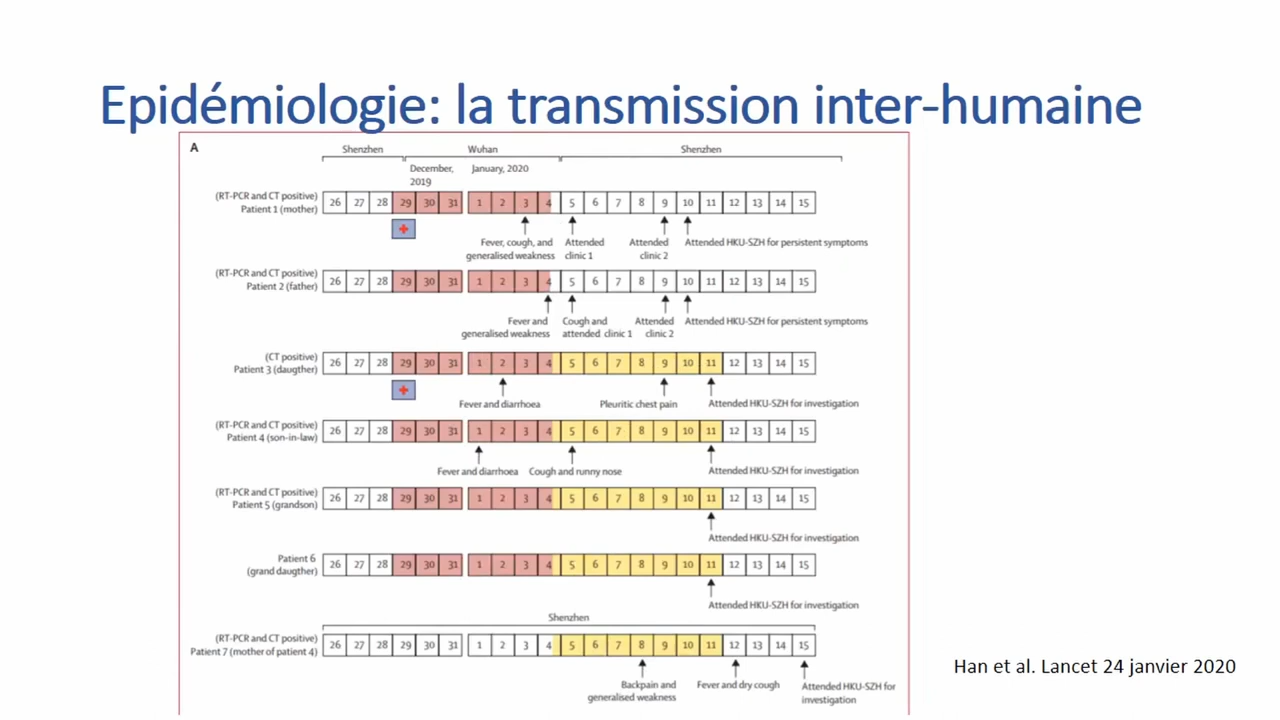 Epidémiologie: la transmission inter-humaine
A
Shenzhen Wuhan Shenzhen
December, January, 2020
2019
(RT-PCR and CT positive)
Patient 1 (mother)
26 27 28 29 30 31 1 2 3 4 5 6 7 8 9 10 11 12 13 14 15
Fever, cough, and Attended Attended Attended HKU-SZH for persistent symptoms
generalised weakness clinic 1 clinic 2
(RT-PCR and CT positive)
Patient 2 (father)
26 27 28 29 30 31 1 2 3 4 5 6 7 8 9 10 11 12 13 14 15
Fever and Cough and Attended Attended HKU-SZH for persistent symptoms
generalised weakness attended clinic 1 clinic 2
(CT positive)
Patient 3 (daugther)
26 27 28 29 30 31 1 2 3 4 5 6 7 8 9 10 11 12 13 14 15
Fever and diarrhoea Pleuritic chest pain Attended HKU-SZH for investigation
(RT-PCR and CT positive)
Patient 4 (son-in-law)
26 27 28 29 30 31 1 2 3 4 5 6 7 8 9 10 11 12 13 14 15
Fever and diarrhoea Cough and runny nose Attended HKU-SZH for investigation
(RT-PCR and CT positive)
Patient 5 (grandson)
26 27 28 29 30 31 1 2 3 4 5 6 7 8 9 10 11 12 13 14 15
Attended HKU-SZH for investigation
Patient 6
(grand daugther)
26 27 28 29 30 31 1 2 3 4 5 6 7 8 9 10 11 12 13 14 15
Attended HKU-SZH for investigation
Shenzhen
(RT-PCR and CT positive)
Patient 7 (mother of patient 4)
26 27 28 29 30 31 1 2 3 4 5 6 7 8 9 10 11 12 13 14 15
Backpain and Fever and dry cough Attended HKU-SZH for
generalised weakness investigation
Han et al. Lancet 24 janvier 2020